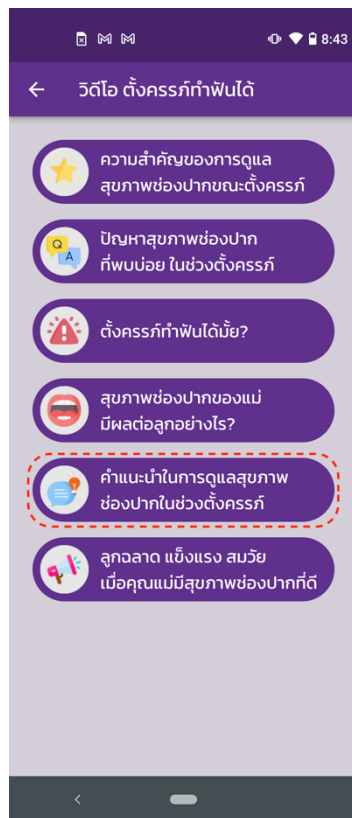 8:43
วิดีโอ ตั้งครรภ์ทำฟันได้
ความสำคัญของการดูแล
สุขภาพช่องปากขณะตั้งครรภ์
Q
A
ปัญหาสุขภาพช่องปาก
ที่พบบ่อย ในช่วงตั้งครรภ์
ตั้งครรภ์ทำฟันได้มั้ย?
สุขภาพช่องปากของแม่
มีผลต่อลูกอย่างไร?
คำแนะนำในการดูแลสุขภาพ
ช่องปากในช่วงตั้งครรภ์
ลูกฉลาด แข็งแรง สมวัย
เมื่อคุณแม่มีสุขภาพช่องปากที่ดี